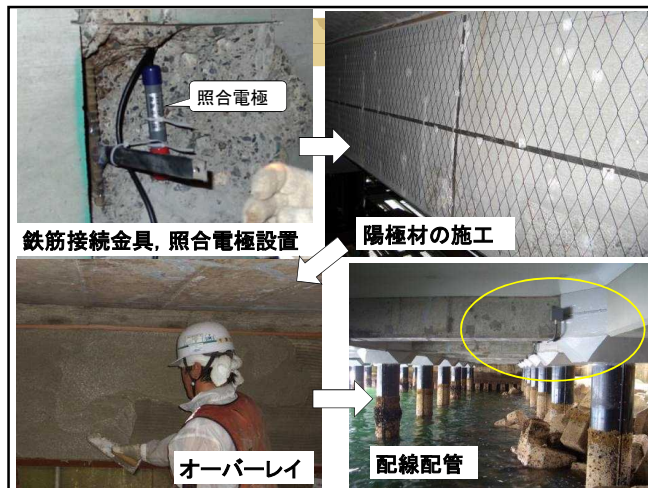 照合電極
鉄筋接続金具，照合電極設置
陽極材の施工
オーバーレイ
配線配管